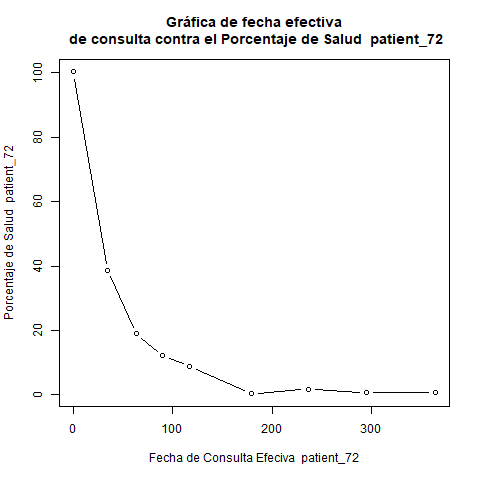 Gráfica de fecha efectiva
de consulta contra el Porcentaje de Salud patient_72
Porcentaje de Salud patient_72
100
80
60
40
20
0
0 100 200 300
Fecha de Consulta Efeciva patient_72